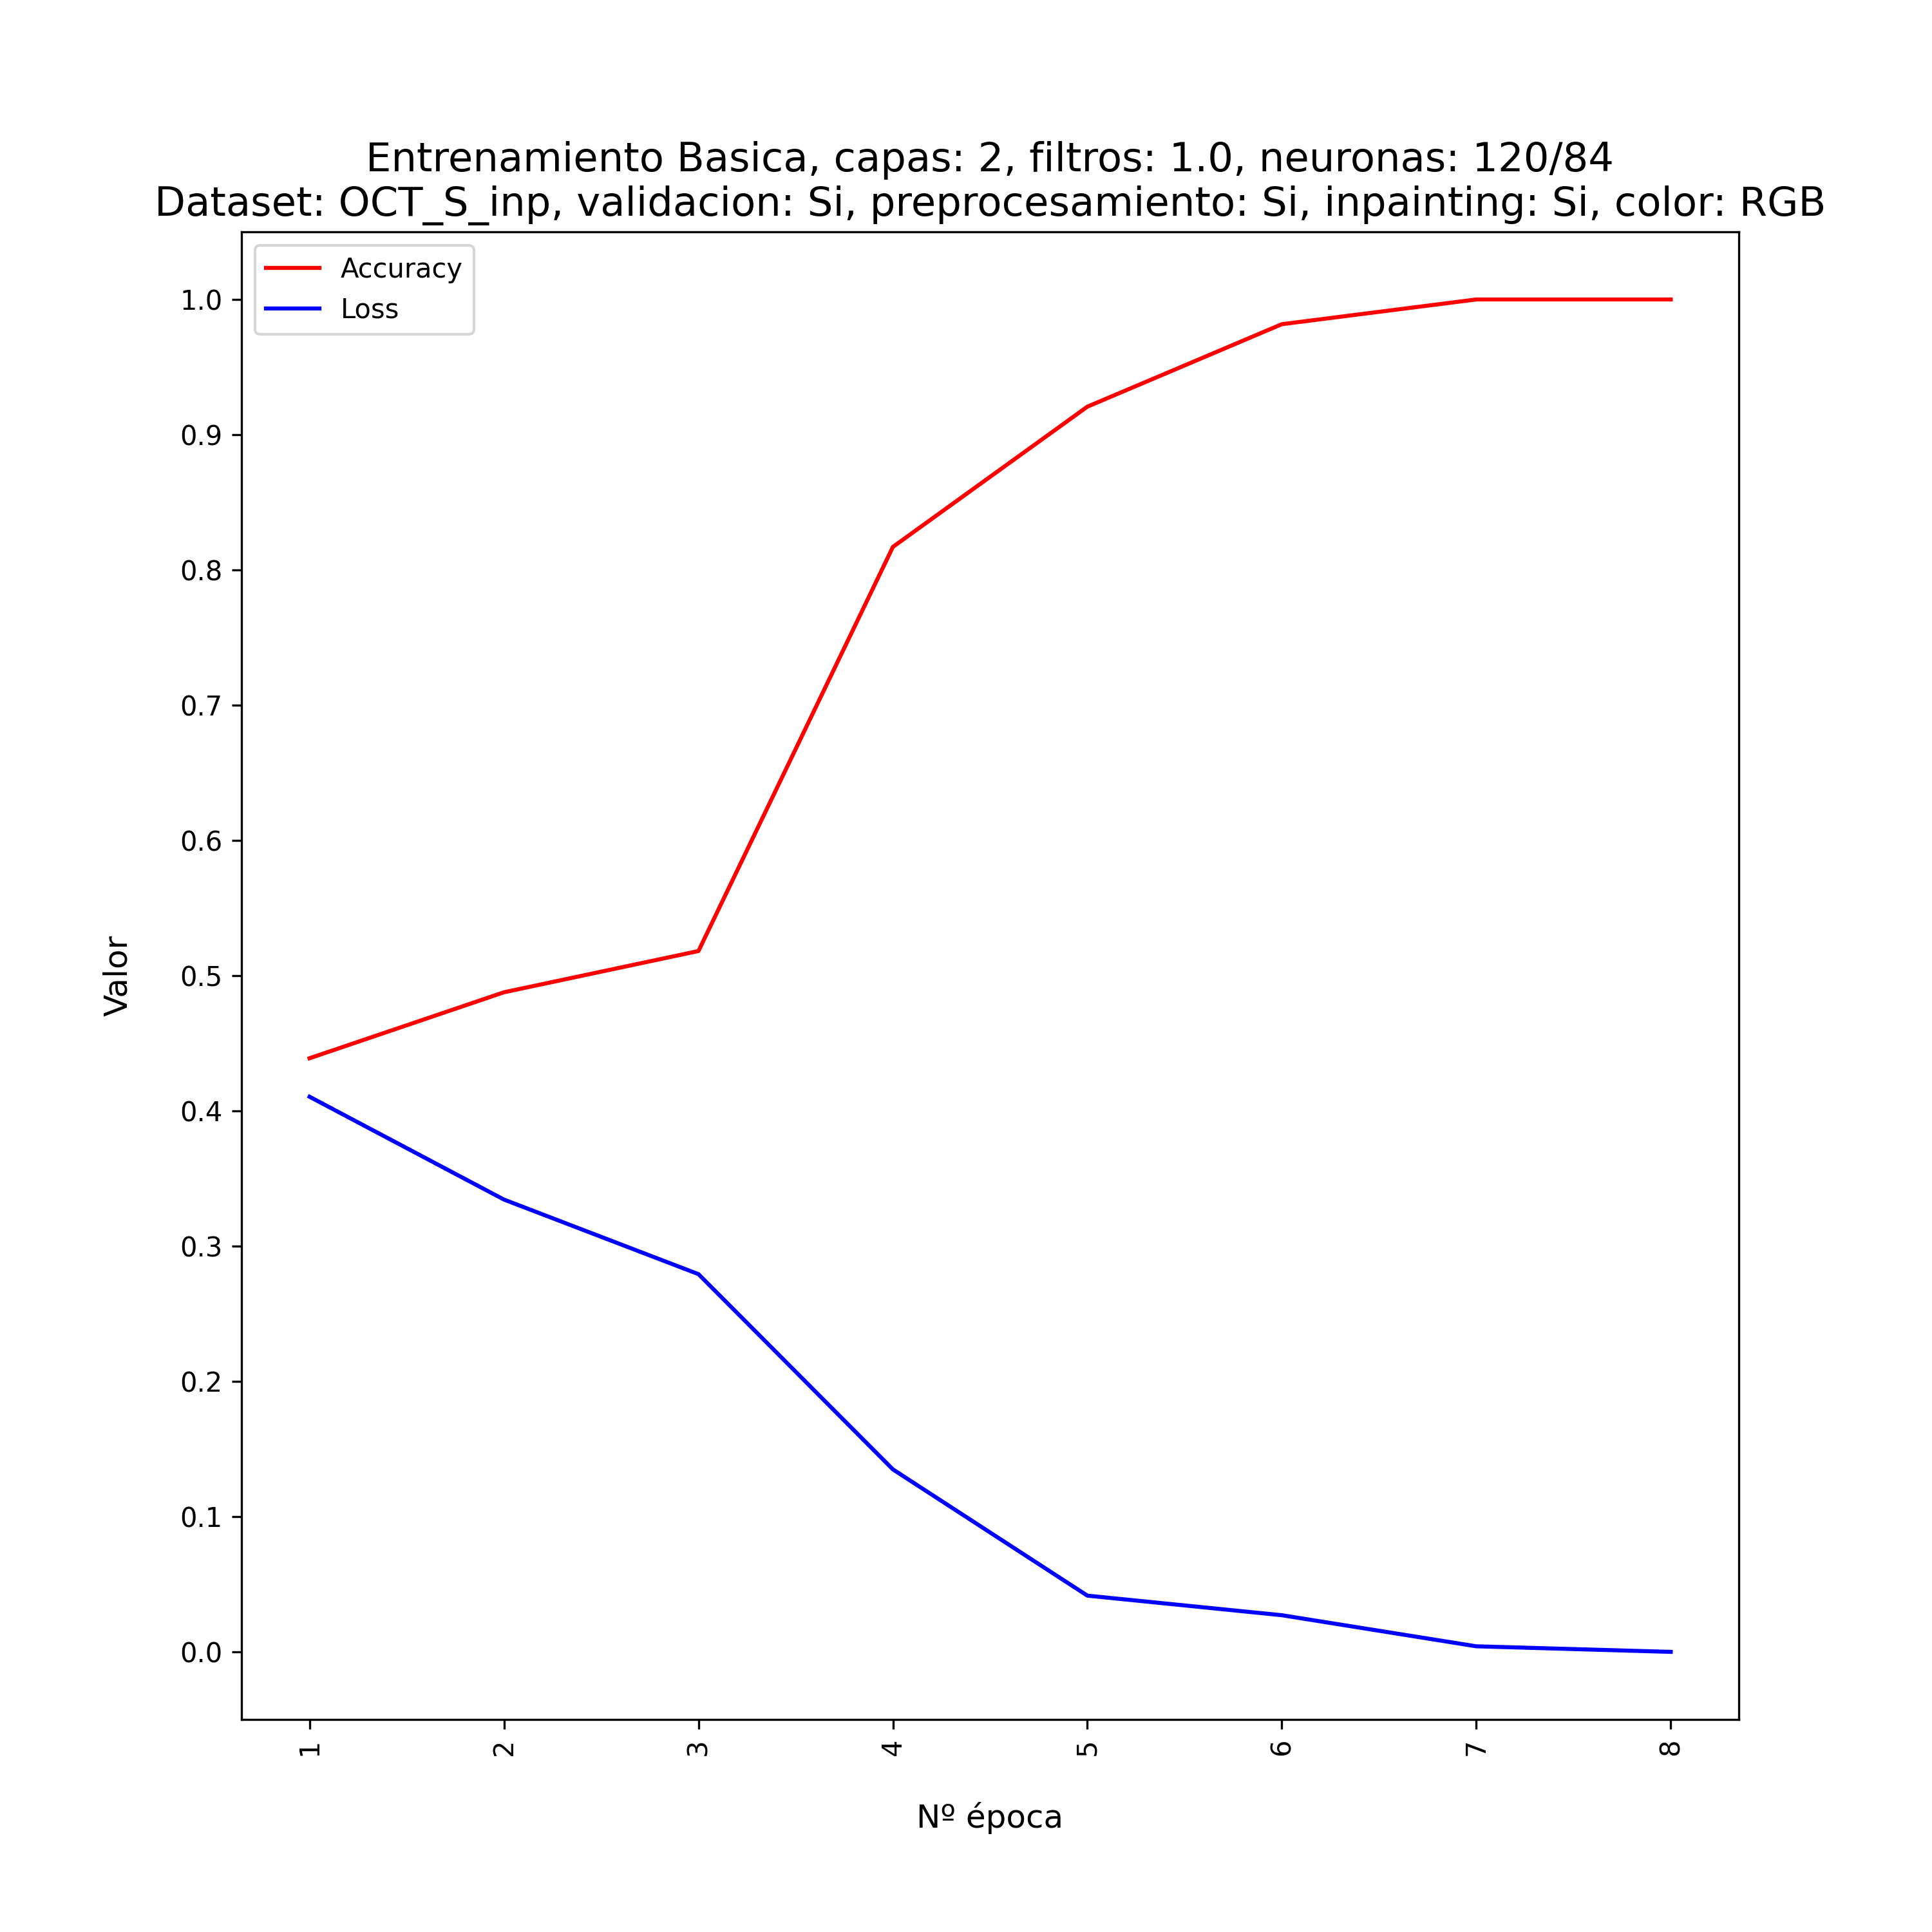 Entrenamiento Basica, capas: 2, filtros: 1.0, neuronas: 120/84
Dataset: OCT_S_inp, validacion: Si, preprocesamiento: Si, inpainting: Si, color: RGB
Accuracy
Loss
1.0
0.9
0.8
0.7
0.6
0.5
0.4
0.3
0.2
0.1
0.0
Valor
1 2 3 4 5 6 7 8
Nº época